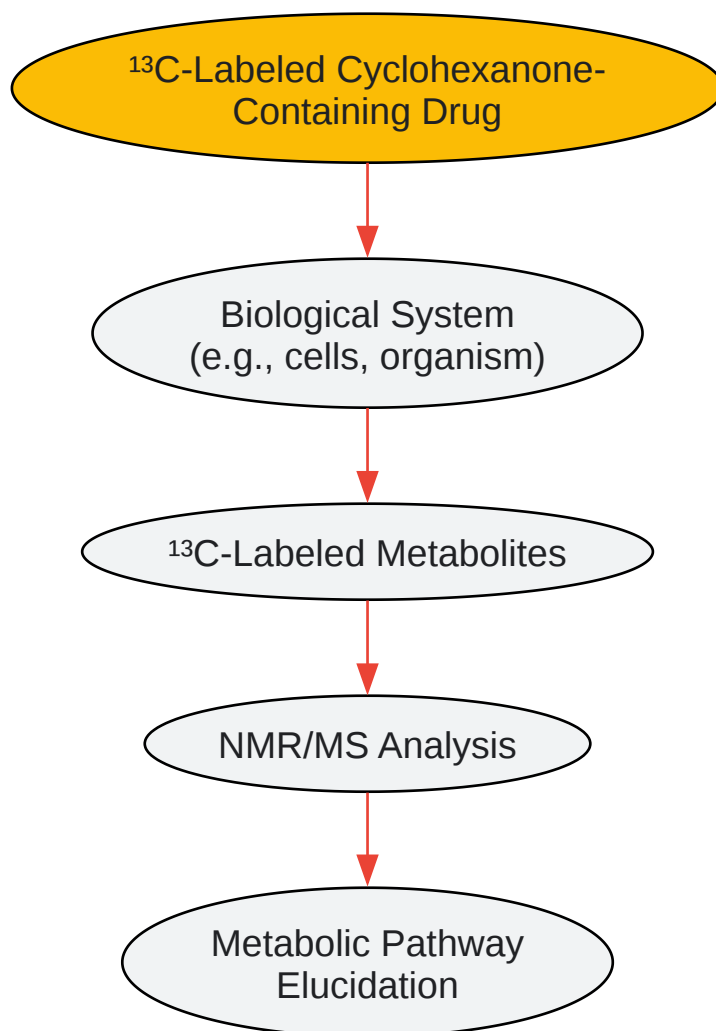 ¹³C-Labeled Cyclohexanone-
Containing Drug
Biological System
(e.g., cells, organism)
¹³C-Labeled Metabolites
NMR/MS Analysis
Metabolic Pathway
Elucidation